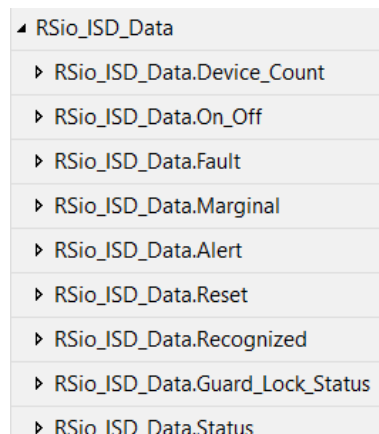 RSio_ISD_Data
RSio_ISD_Data.Device_Count
RSio_ISD_Data.On_Off
RSio_ISD_Data.Fault
RSio_ISD_Data.Marginal
RSio_ISD_Data.Alert
RSio_ISD_Data.Reset
RSio_ISD_Data.Recognized
RSio_ISD_Data.Guard_Lock_Status
RSio_ISD_Data.Status